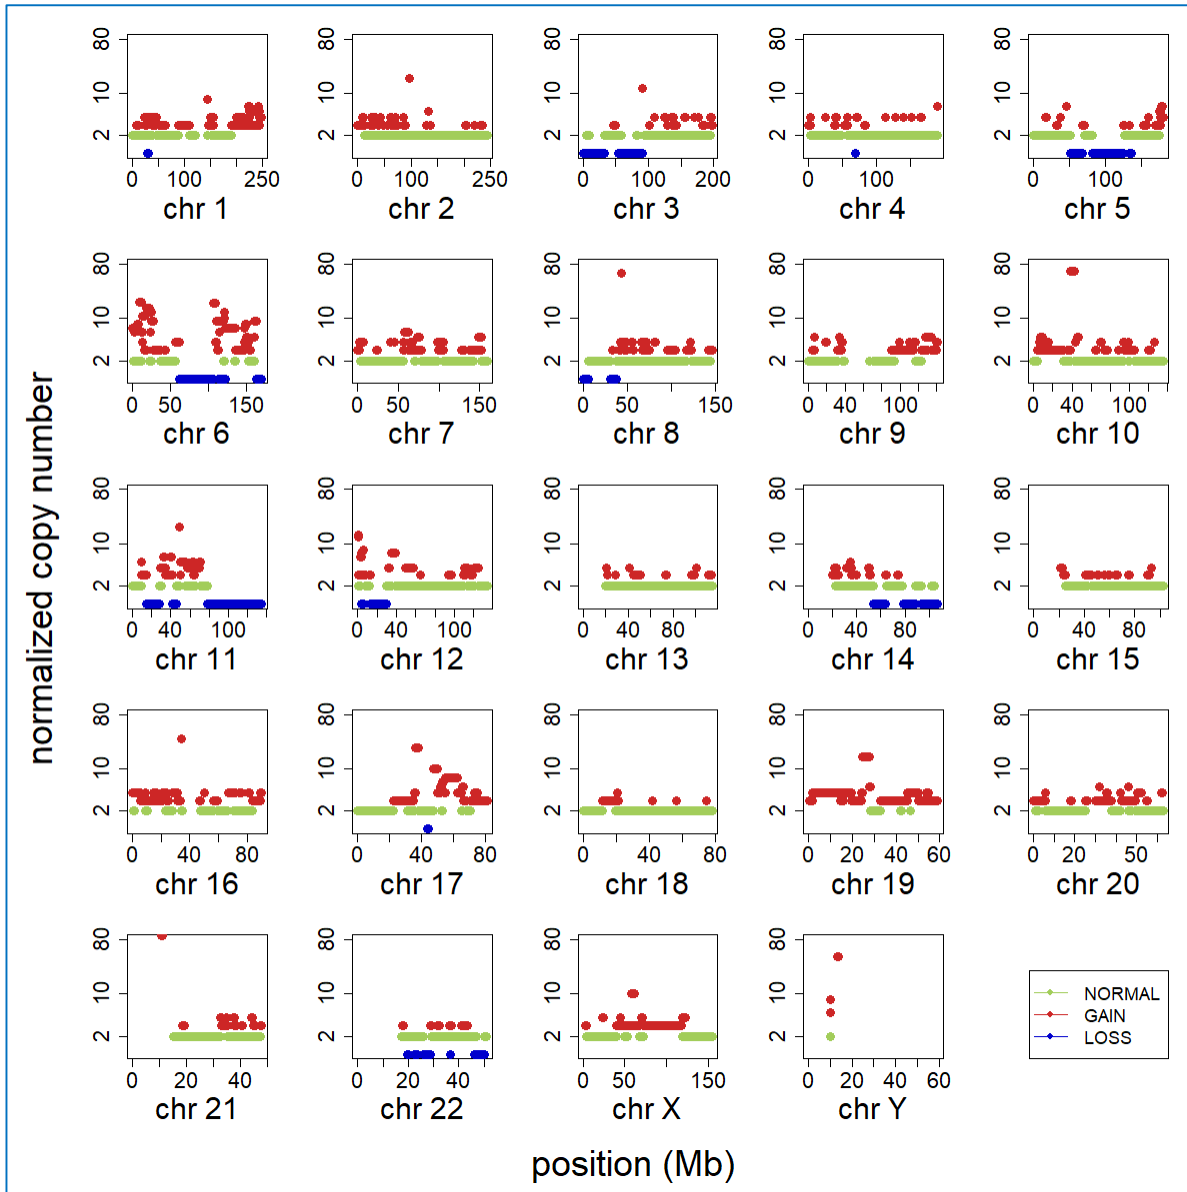 normalized copy number
80
10
2
0 100 250
chr 1
80
10
2
0 100 250
chr 2
80
10
2
0 100 200
chr 3
80
10
2
0 100
chr 4
80
10
2
0 100
chr 5
80
10
2
0 50 150
chr 6
80
10
2
0 50 100 150
chr 7
80
10
2
0 50 150
chr 8
80
10
2
0 40 100
chr 9
80
10
2
0 40 100
chr 10
80
10
2
0 40 100
chr 11
80
10
2
0 40 100
chr 12
80
10
2
0 40 80
chr 13
80
10
2
0 40 80
chr 14
80
10
2
0 40 80
chr 15
80
10
2
0 40 80
chr 16
80
10
2
0 40 80
chr 17
80
10
2
0 40 80
chr 18
80
10
2
0 20 40 60
chr 19
80
10
2
0 20 50
chr 20
80
10
2
0 20 40
chr 21
80
10
2
0 20 40
chr 22
80
10
2
0 50 150
chr X
80
10
2
0 20 40 60
chr Y
NORMAL
GAIN
LOSS
position (Mb)